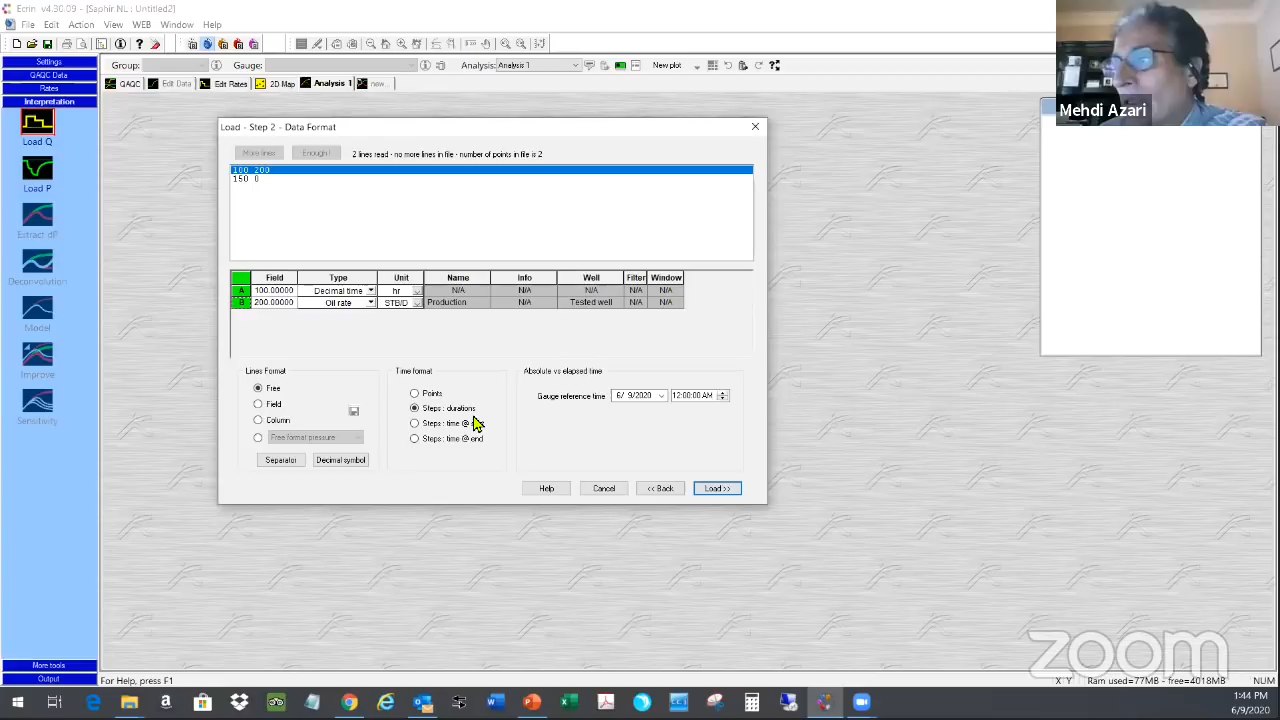 Ecrin v4.30.09 - [Saphir NL : Untitled2]
File Edit Action View WEB Window Help
Settings
QAQC Data
Rates
Interpretation
Load Q
Load P
Extract dP
Deconvolution
Model
Improve
Sensitivity
More tools
Output
Group: Gauge: Analysis: Analysis 1 New plot
QAQC Edit Data Edit Rates 2D Map Analysis 1 new...
Load - Step 2 - Data Format
More lines Enough ! 2 lines read - no more lines in file - number of points in file is 2
100 200
150 0
Field Type Unit Name Info Well Filter Window
A 100.00000 Decimal time hr N/A N/A N/A N/A N/A
B 200.00000 Oil rate STB/D Production N/A Tested well N/A N/A
Lines Format
Free
Field
Column
Free format pressure
Separator Decimal symbol
Time format
Points
Steps : durations
Steps : time @
Steps : time @ end
Absolute vs elapsed time
Gauge reference time 6/ 9/2020 12:00:00 AM
Help Cancel << Back Load >>
Mehdi Azari
zoom
For Help, press F1 X Y Ram used=77MB - free=4018MB NUM
1:44 PM
6/9/2020